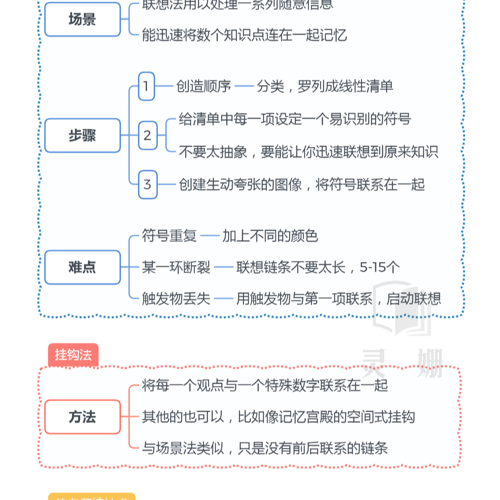 联想法用以处理一系列随意信息
场景
能迅速将数个知识点连在一起记忆
1 创造顺序 分类，罗列成线性清单
给清单中每一项设定一个易识别的符号
步骤 2
不要太抽象，要能让你迅速联想到原来知识
3 创建生动夸张的图像，将符号联系在一起
符号重复 加上不同的颜色
难点 某一环断裂 联想链条不要太长，5-15个
触发物丢失 用触发物与第一项联系，启动联想
灵 姗
挂钩法
将每一个观点与一个特殊数字联系在一起
方法 其他的也可以，比如像记忆宫殿的空间式挂钩
与场景法类似，只是没有前后联系的链条